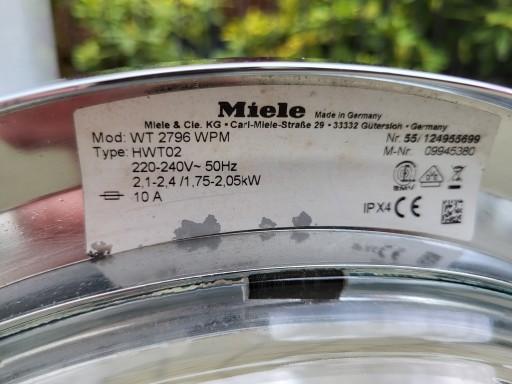 Miele Made in Germany
Miele & Cie. KG • Carl-Miele-Straße 29 • 33332 Gütersloh • Germany
Mod: WT 2796 WPM Nr. 55/ 124955699
Type: HWT02 M-Nr. 09945380
220-240V~ 50Hz
2,1-2,4 /1,75-2,05kW
10 A
IPX4 CE